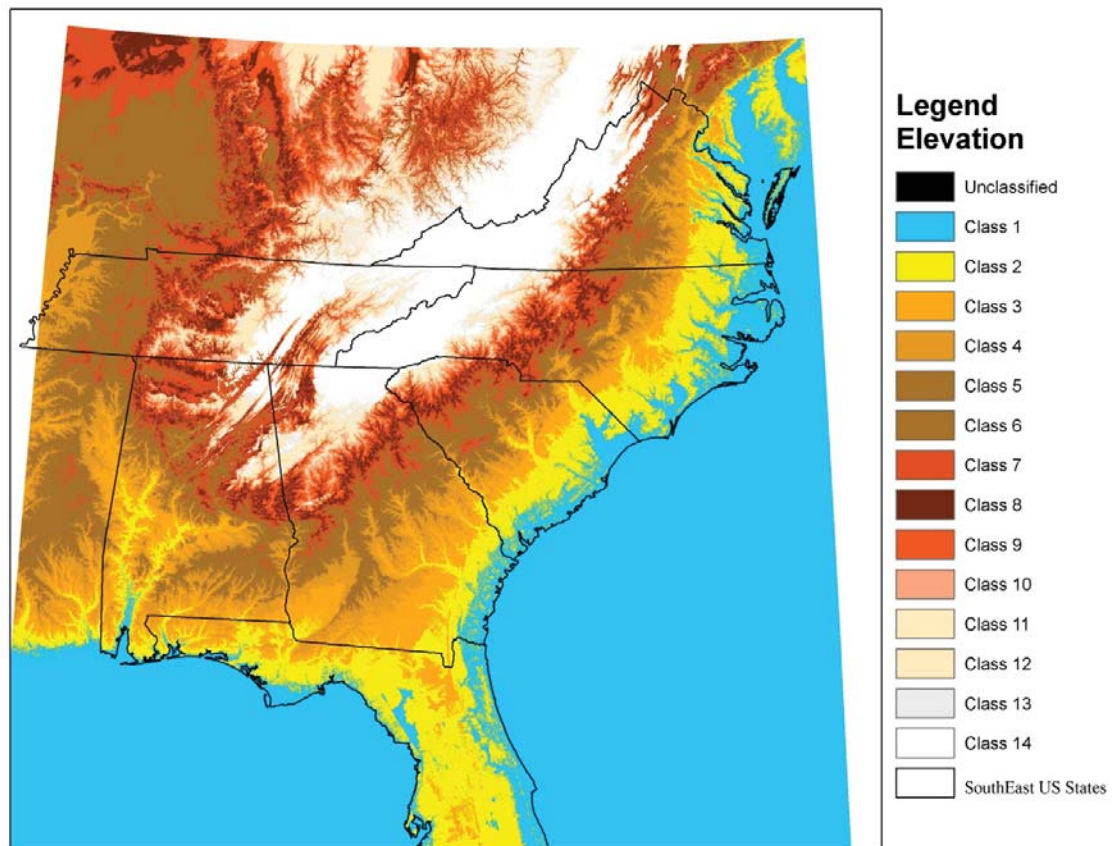 Legend
Elevation
Unclassified
Class 1
Class 2
Class 3
Class 4
Class 5
Class 6
Class 7
Class 8
Class 9
Class 10
Class 11
Class 12
Class 13
Class 14
SouthEast US States